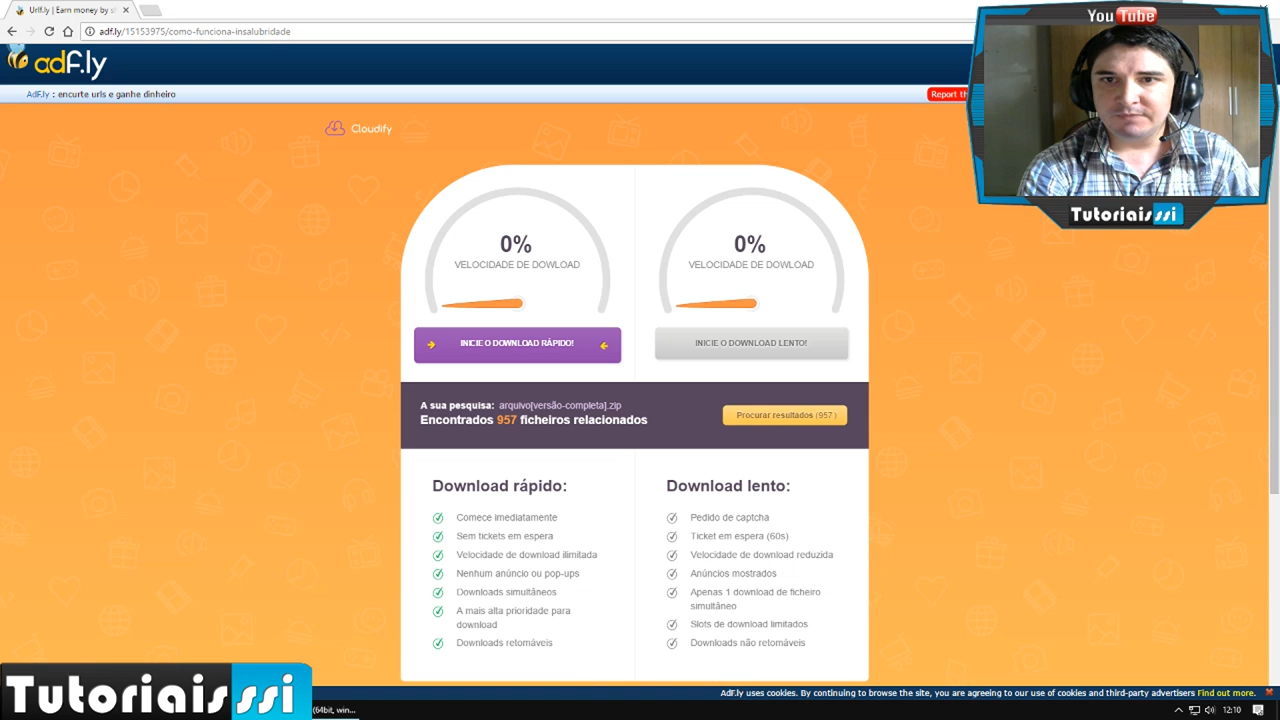 Urlf.ly | Earn money by sh
adf.ly/15153975/como-funciona-insalubridade
You Tube
adf.ly
AdF.ly : encurte urls e ganhe dinheiro
Report th
Cloudify
Tutoriaisssi
0%
VELOCIDADE DE DOWLOAD
INICIE O DOWNLOAD RÁPIDO!
0%
VELOCIDADE DE DOWLOAD
INICIE O DOWNLOAD LENTO!
A sua pesquisa: arquivo[versão-completa].zip
Encontrados 957 ficheiros relacionados
Procurar resultados (957 )
Download rápido:
Comece imediatamente
Sem tickets em espera
Velocidade de download ilimitada
Nenhum anúncio ou pop-ups
Downloads simultâneos
A mais alta prioridade para
download
Downloads retomáveis
Download lento:
Pedido de captcha
Ticket em espera (60s)
Velocidade de download reduzida
Anúncios mostrados
Apenas 1 download de ficheiro
simultâneo
Slots de download limitados
Downloads não retomáveis
Tutoriaisssi
AdF.ly uses cookies. By continuing to browse the site, you are agreeing to our use of cookies and third-party advertisers Find out more.
(64bit, win...
12:10